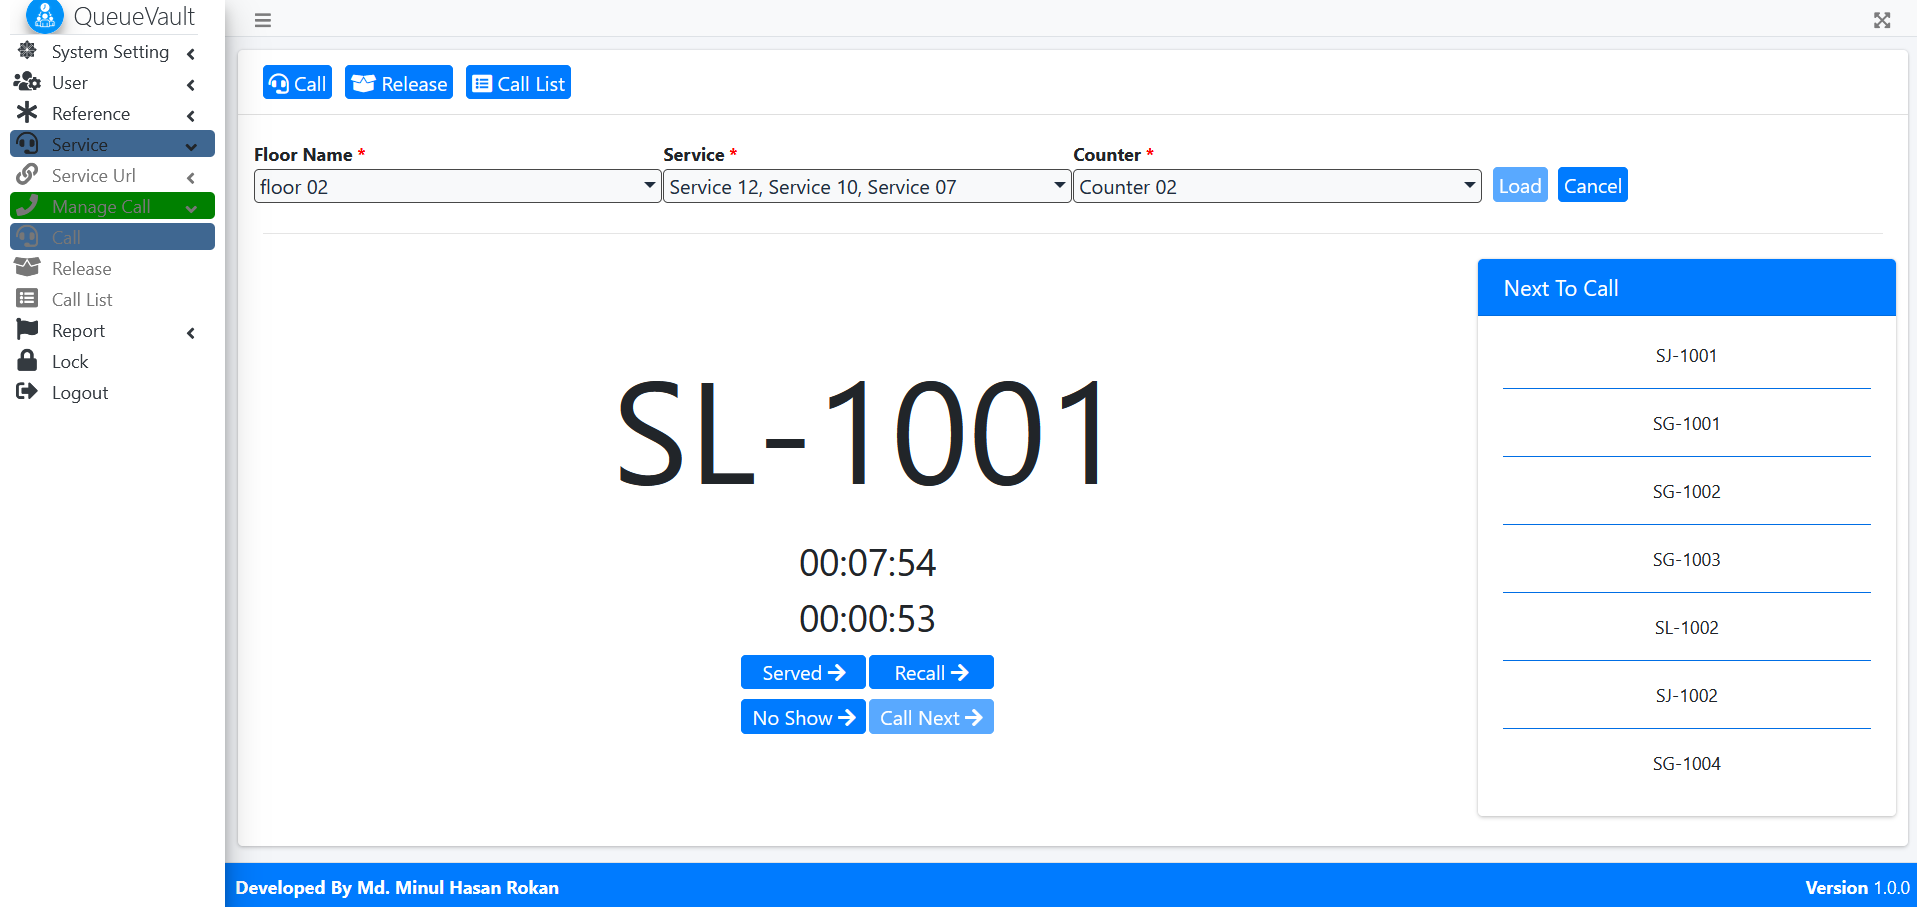 QueueVault
System Setting
User
Reference
Service
Service Url
Manage Call
Call
Release
Call List
Report
Lock
Logout
Call Release Call List
Floor Name * Service * Counter *
floor 02 Service 12, Service 10, Service 07 Counter 02 Load Cancel
SL-1001
00:07:54
00:00:53
Served Recall
No Show Call Next
Next To Call
SJ-1001
SG-1001
SG-1002
SG-1003
SL-1002
SJ-1002
SG-1004
Developed By Md. Minul Hasan Rokan Version 1.0.0